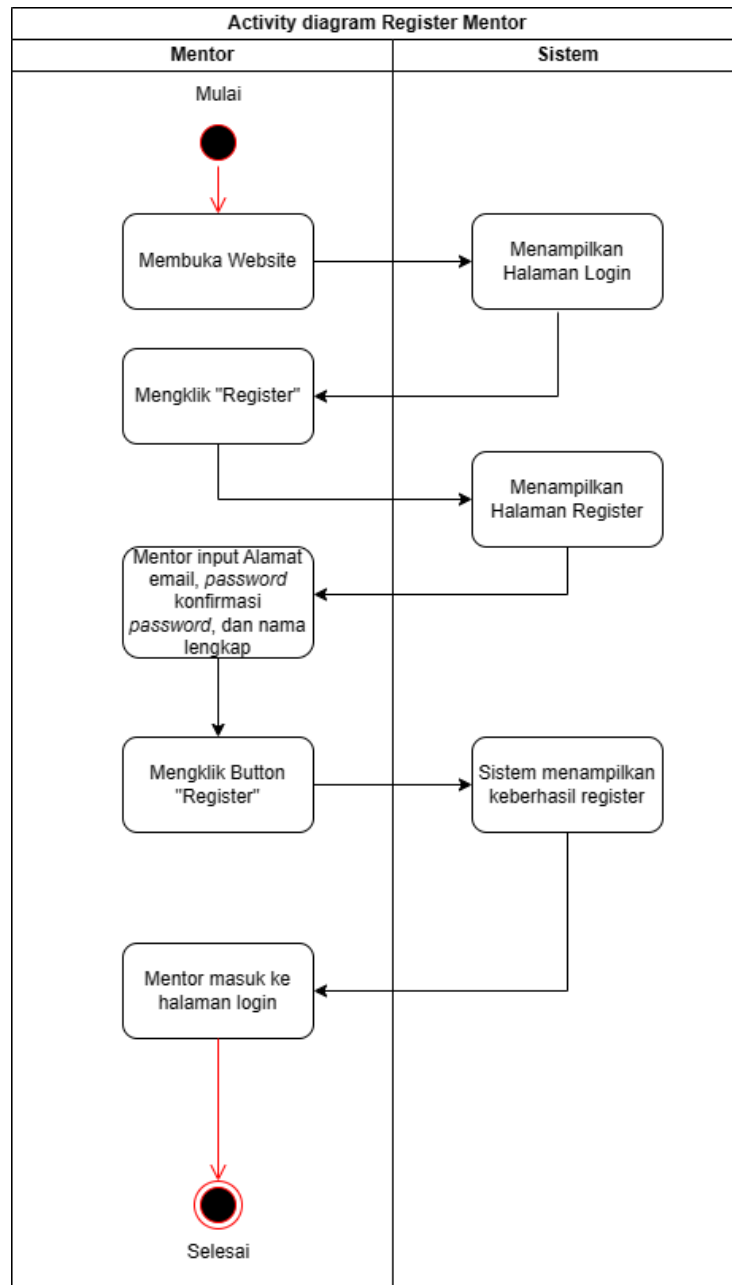 Activity diagram Register Mentor
Mentor
Sistem
Mulai
Membuka Website
Menampilkan
Halaman Login
Mengklik "Register"
Menampilkan
Halaman Register
Mentor input Alamat
email, password
konfirmasi
password, dan nama
lengkap
Mengklik Button
"Register"
Sistem menampilkan
keberhasil register
Mentor masuk ke
halaman login
Selesai